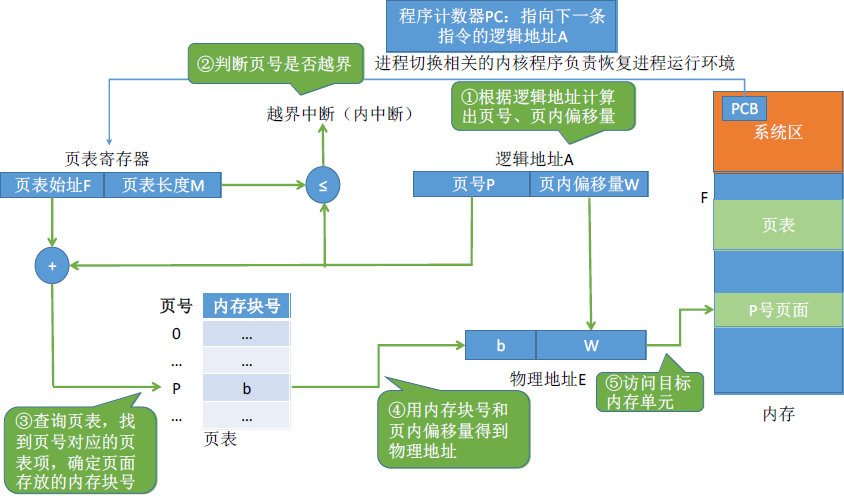 程序计数器PC：指向下一条
指令的逻辑地址A
②判断页号是否越界
进程切换相关的内核程序负责恢复进程运行环境
越界中断（内中断）
①根据逻辑地址计算
出页号、页内偏移量
PCB
系统区
页表寄存器
逻辑地址A
页表始址F
页表长度M
≤
页号P
页内偏移量W
F
页表
+
页号
内存块号
0
…
P号页面
…
…
b
W
P
b
物理地址E
⑤访问目标
内存单元
内存
③查询页表，找
到页号对应的页
表项，确定页面
存放的内存块号
…
…
页表
④用内存块号和
页内偏移量得到
物理地址